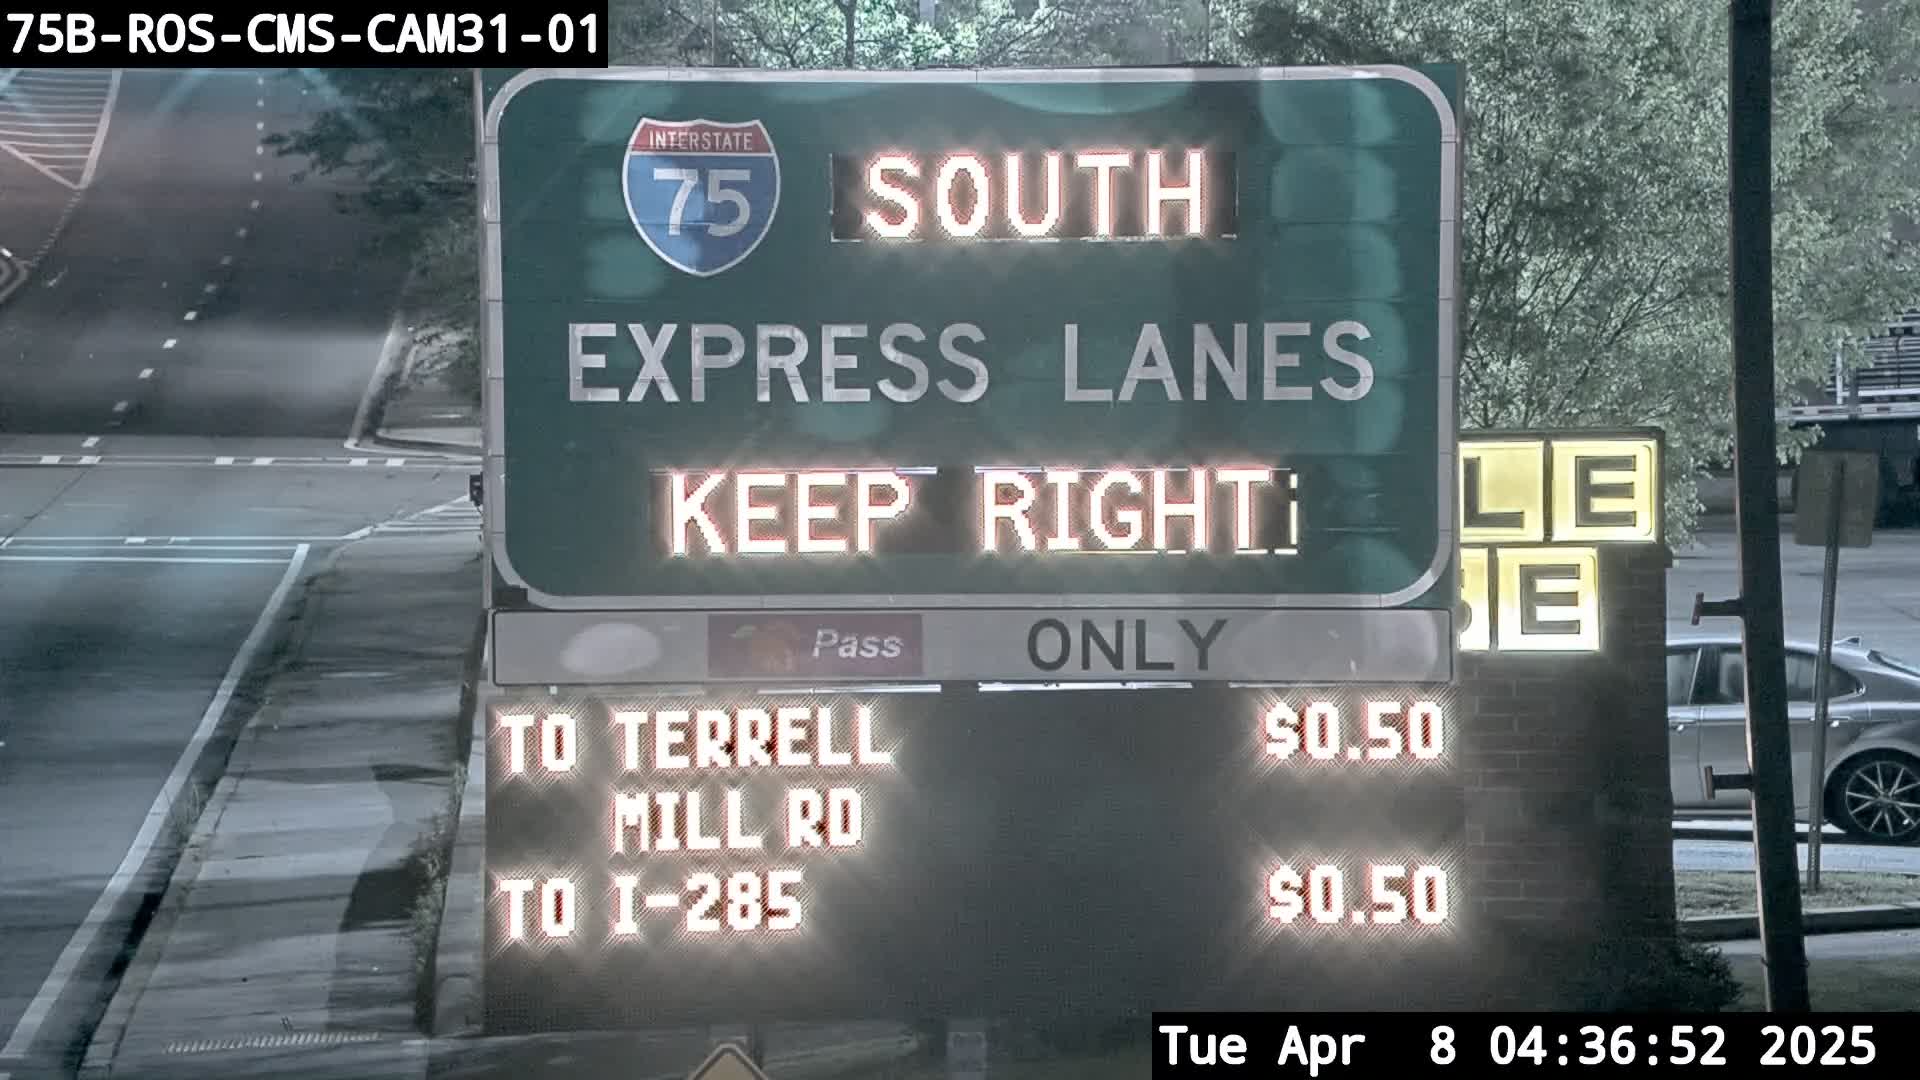 75B-ROS-CMS-CAM31-01
INTERSTATE
75
SOUTH
EXPRESS LANES
KEEP RIGHT
Pass ONLY
TO TERRELL $0.50
MILL RD
TO I-285 $0.50
LE
E
Tue Apr 8 04:36:52 2025